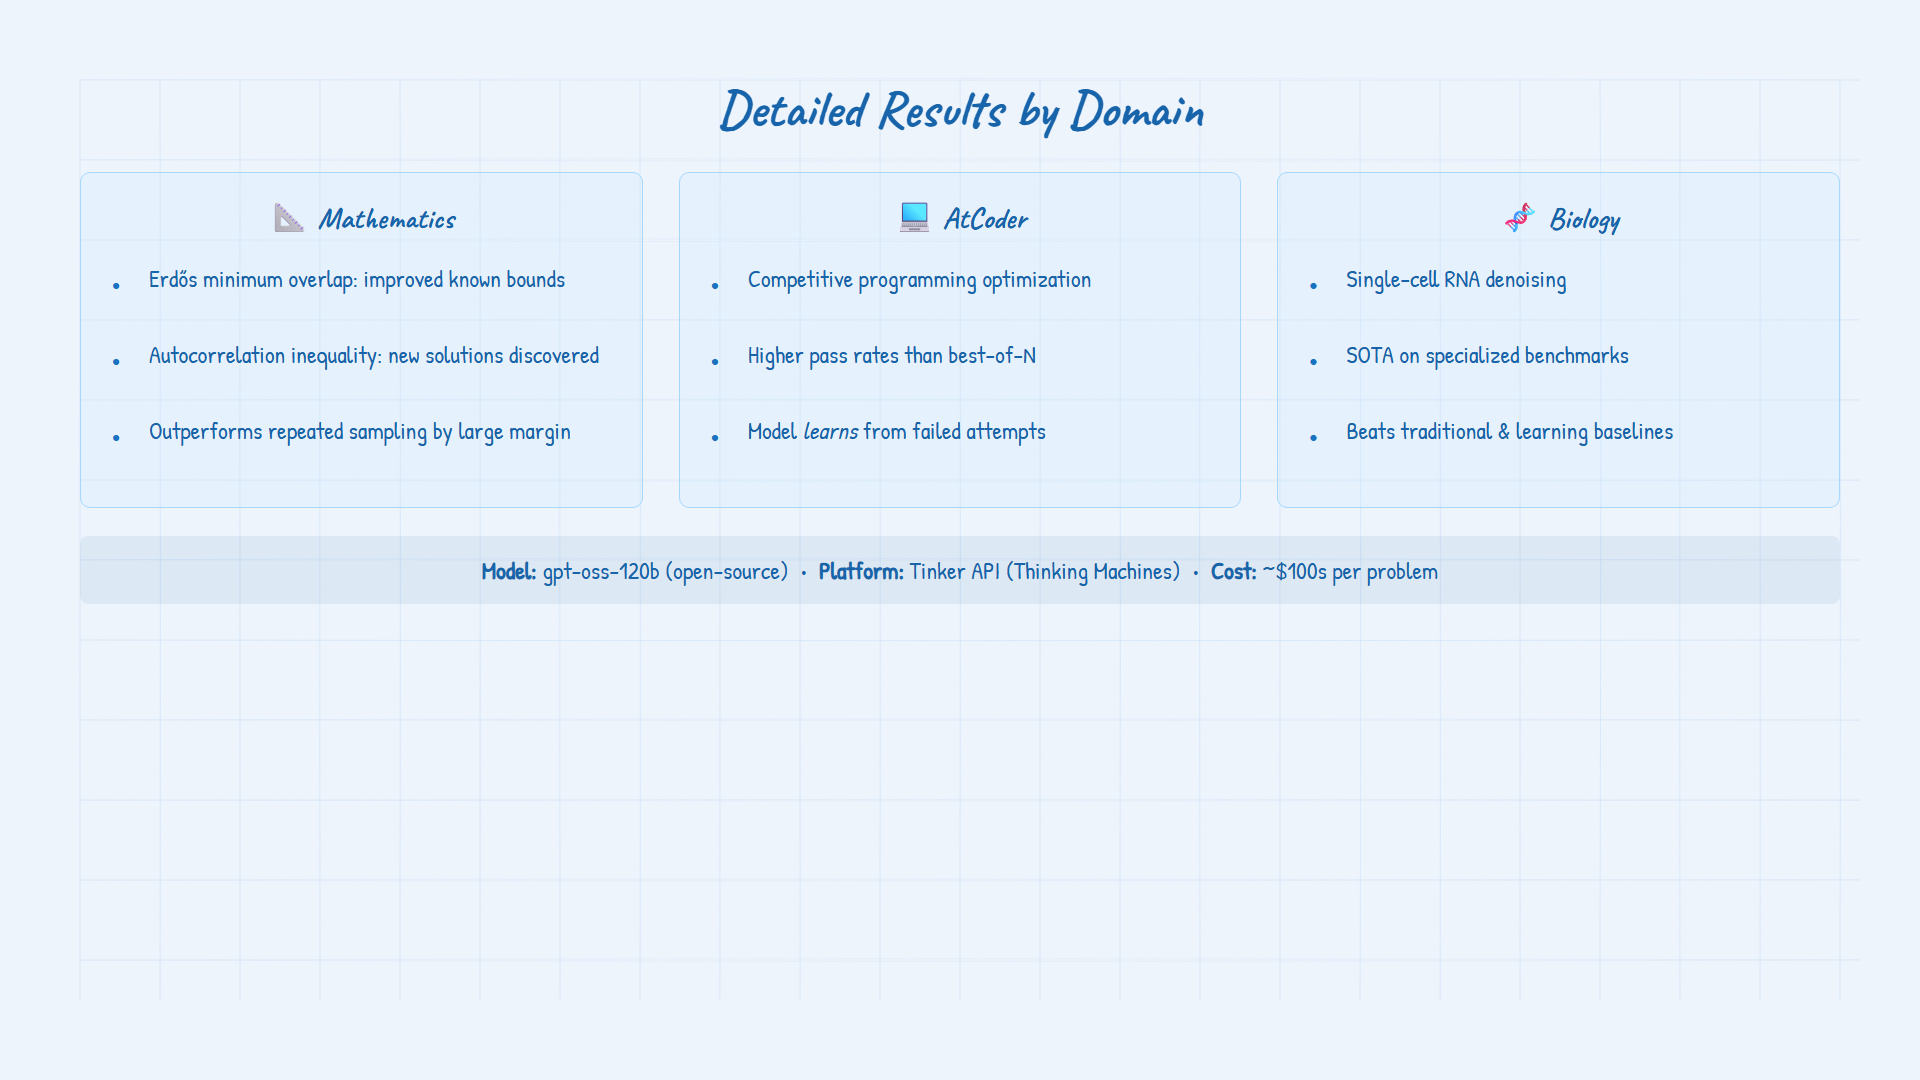 Detailed Results by Domain
Mathematics
• Erdős minimum overlap: improved known bounds
• Autocorrelation inequality: new solutions discovered
• Outperforms repeated sampling by large margin
AtCoder
• Competitive programming optimization
• Higher pass rates than best-of-N
• Model learns from failed attempts
Biology
• Single-cell RNA denoising
• SOTA on specialized benchmarks
• Beats traditional & learning baselines
Model: gpt-oss-120b (open-source) • Platform: Tinker API (Thinking Machines) • Cost: ~$100s per problem